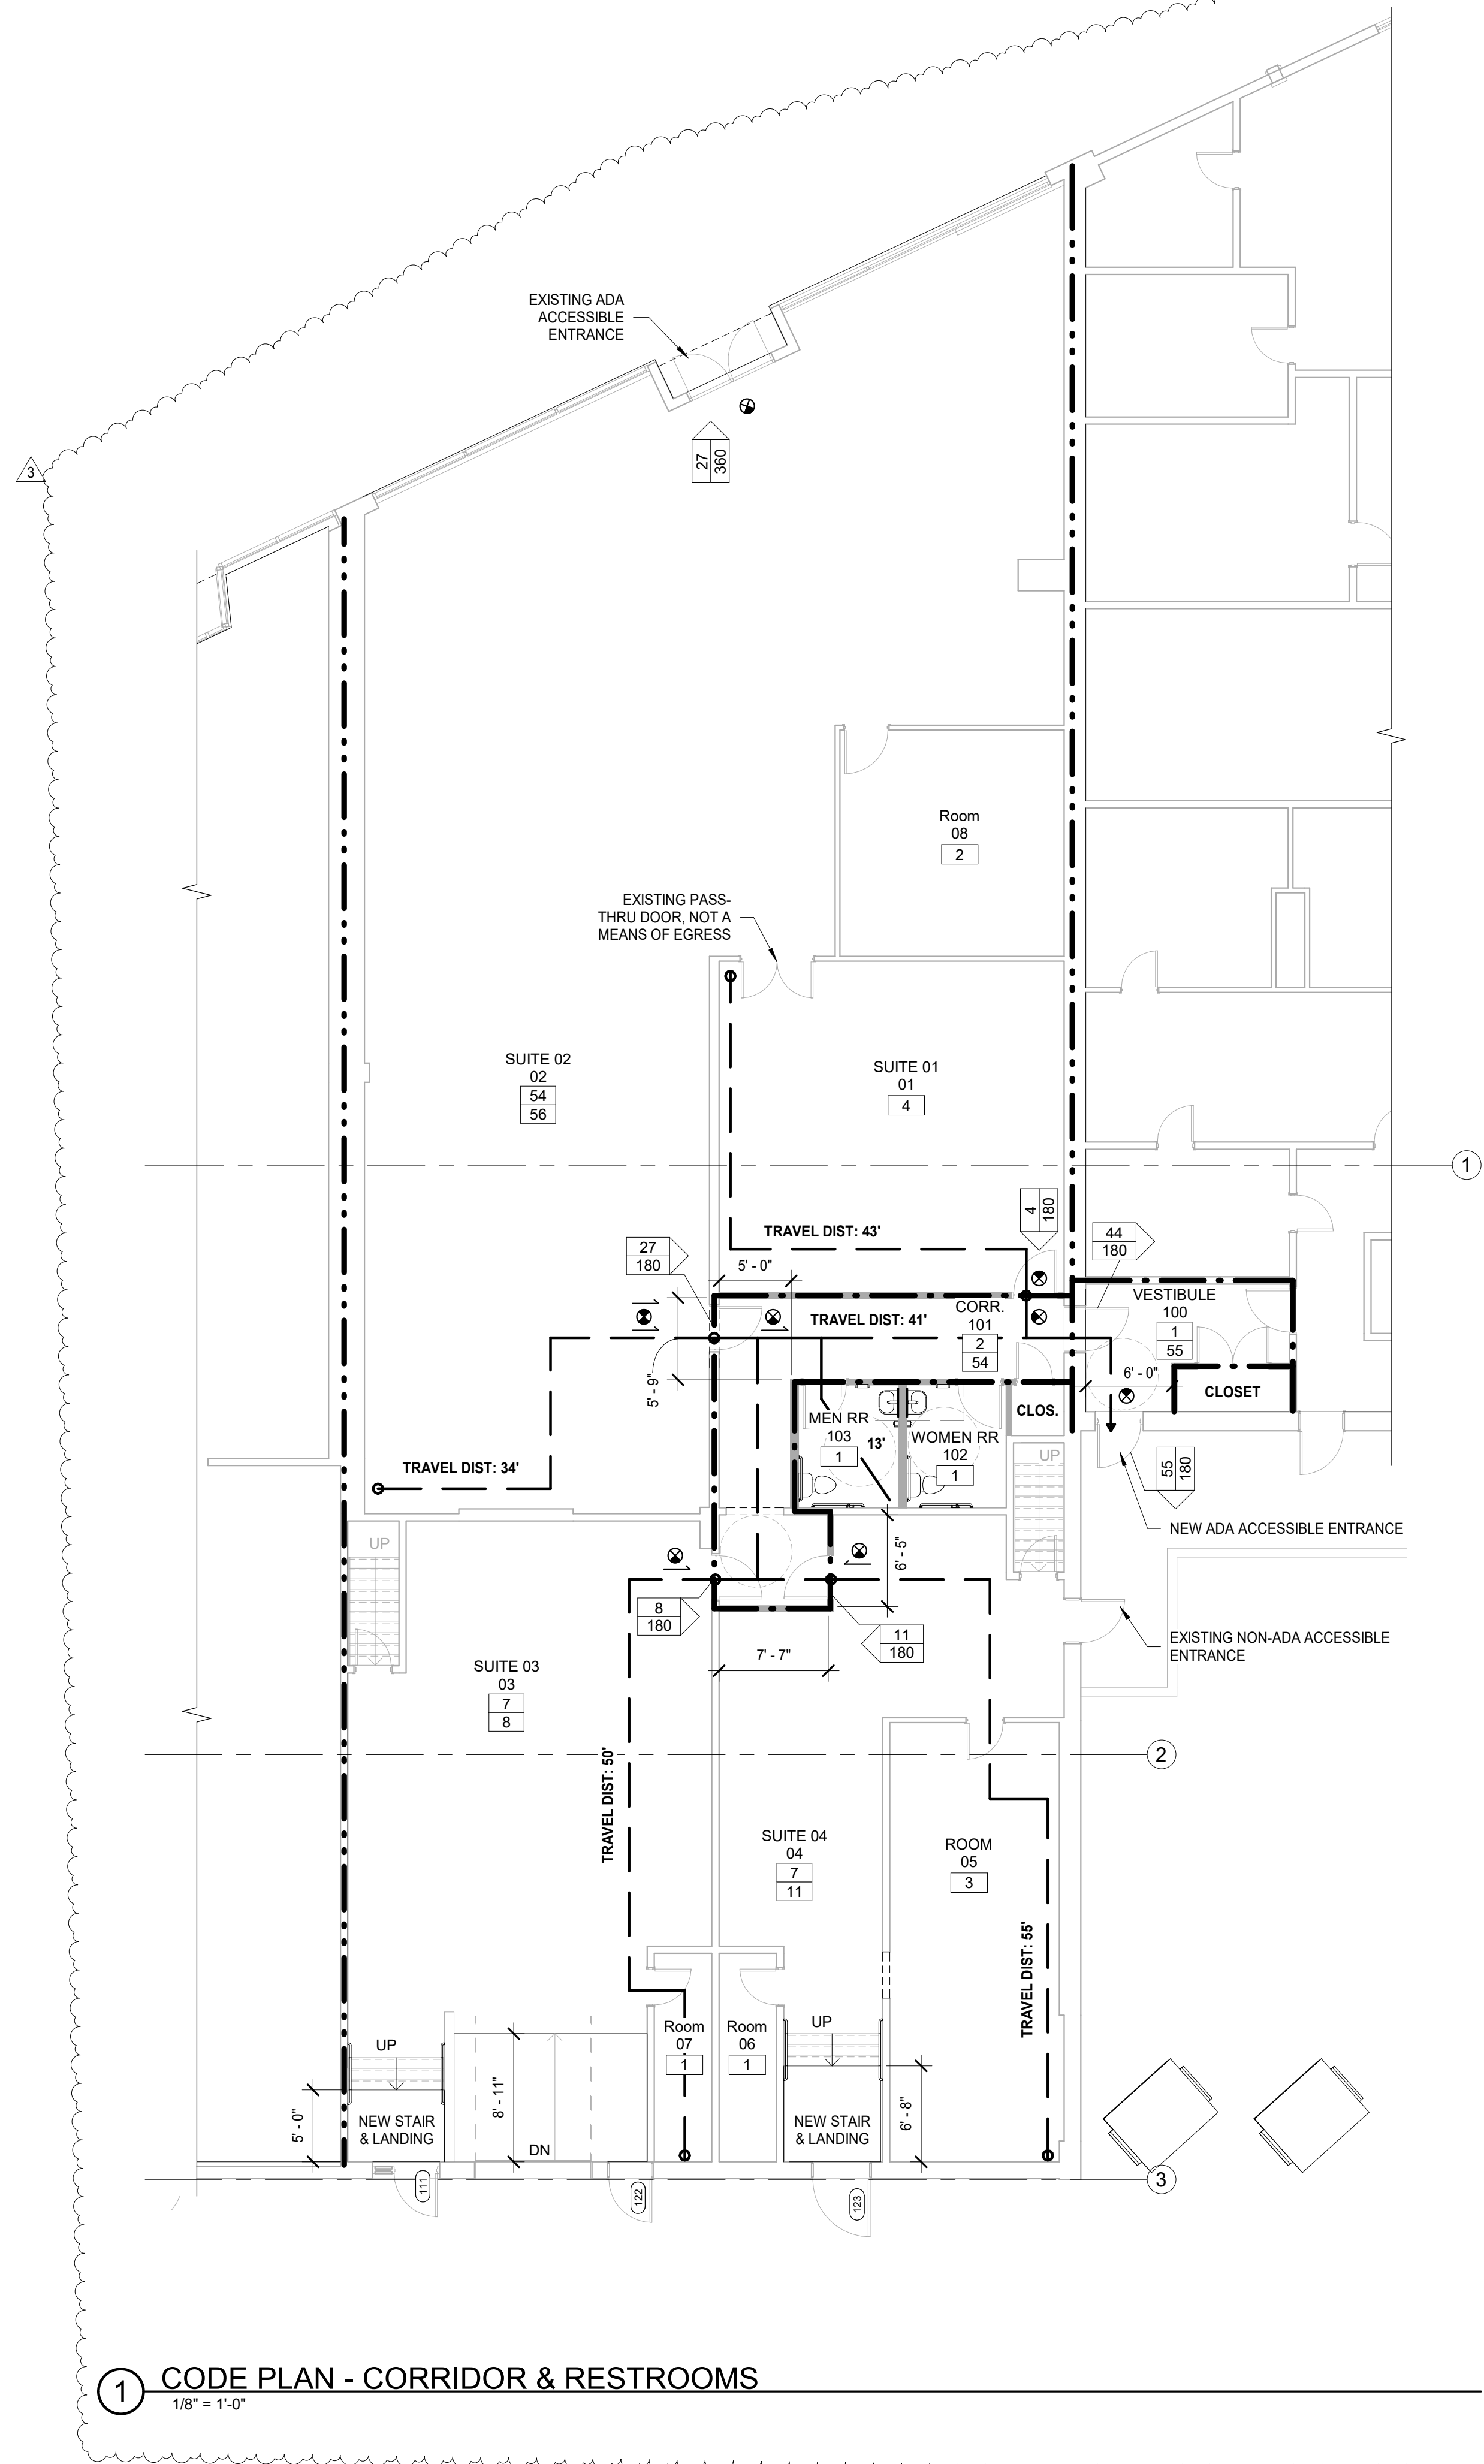 EXISTING ADA
ACCESSIBLE
ENTRANCE
27
360
3
Room
08
2
EXISTING PASS-
THRU DOOR, NOT A
MEANS OF EGRESS
SUITE 02
02
54
56
SUITE 01
01
4
1
4
180
TRAVEL DIST: 43'
44
180
27
180
5' - 0"
VESTIBULE
100
1
55
CORR.
101
2
54
TRAVEL DIST: 41'
6' - 0"
CLOSET
5' - 9"
CLOS.
MEN RR
103
1
13'
WOMEN RR
102
1
UP
TRAVEL DIST: 34'
55
180
NEW ADA ACCESSIBLE ENTRANCE
UP
6' - 5"
8
180
11
180
EXISTING NON-ADA ACCESSIBLE
ENTRANCE
7' - 7"
SUITE 03
03
7
8
2
TRAVEL DIST: 50'
SUITE 04
04
7
11
ROOM
05
3
TRAVEL DIST: 55'
Room
07
1
Room
06
1
UP
UP
5' - 0"
8' - 11"
6' - 8"
NEW STAIR
& LANDING
DN
NEW STAIR
& LANDING
111
122
123
3
1
CODE PLAN - CORRIDOR & RESTROOMS
1/8" = 1'-0"